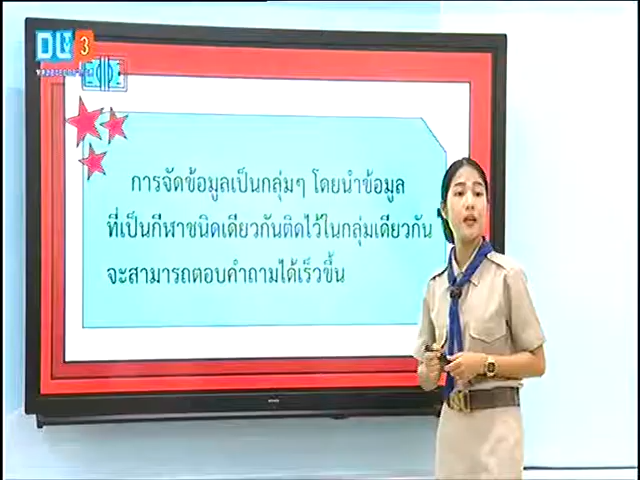 DLTV 3
การจัดข้อมูลเป็นกลุ่มๆ โดยนำข้อมูล
ที่เป็นกีฬาชนิดเดียวกันติดไว้ในกลุ่มเดียวกัน
จะสามารถตอบคำถามได้เร็วขึ้น